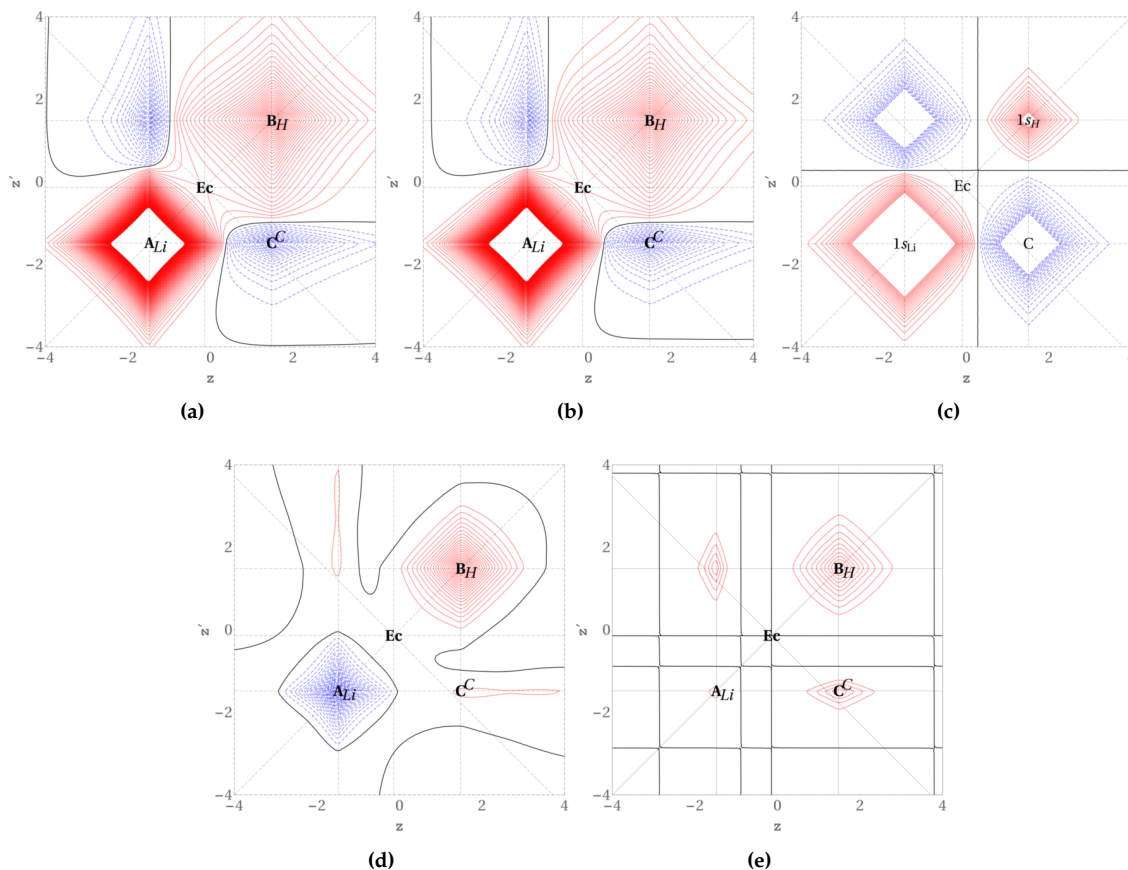 4 4 4
2 2 2
B_H B_H 1s_H
z′ 0 Ec z′ 0 Ec z′ 0 Ec
A_Li C^C A_Li C^C 1s_Li C
−2 −2 −2
−4 −4 −4
−4 −2 0 2 4 −4 −2 0 2 4 −4 −2 0 2 4
z z z
(a) (b) (c)
4 4
2 2
B_H B_H
z′ 0 Ec z′ 0 Ec
A_Li C^C A_Li C^C
−2 −2
−4 −4
−4 −2 0 2 4 −4 −2 0 2 4
z z
(d) (e)